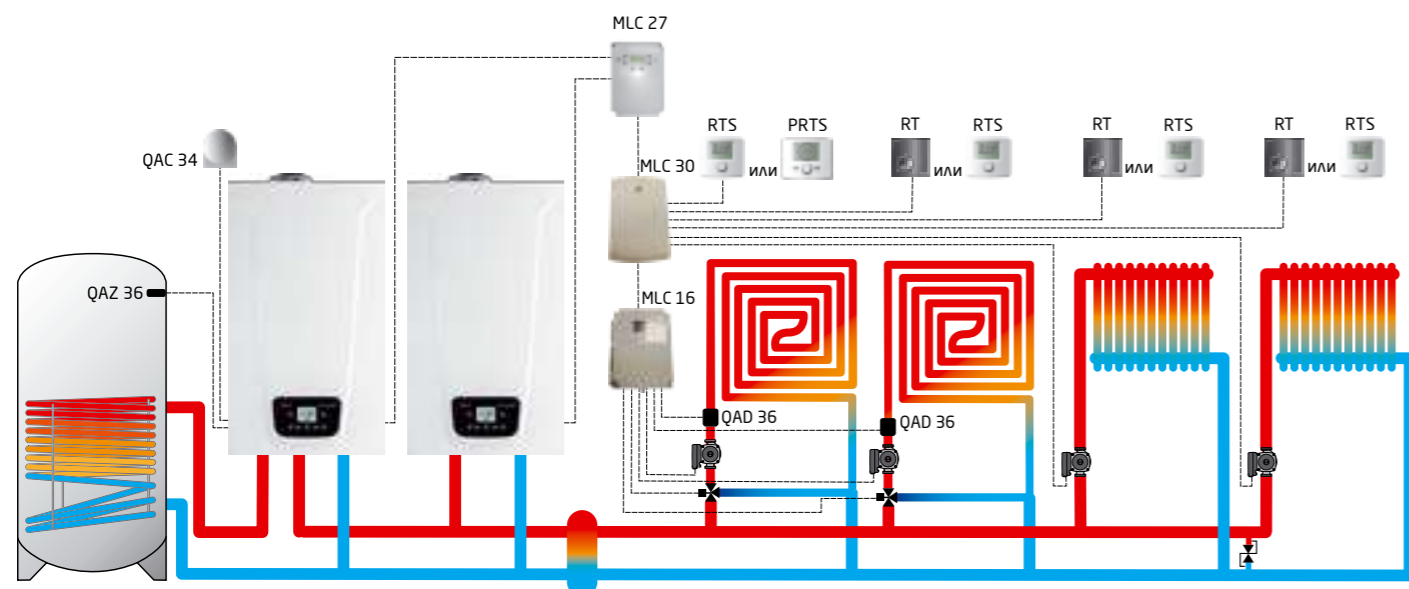 MLC 27
RTS
или
PRTS
RT
или
RTS
RT
или
RTS
RT
или
RTS
QAC 34
MLC 30
QAZ 36
MLC 16
QAD 36
QAD 36